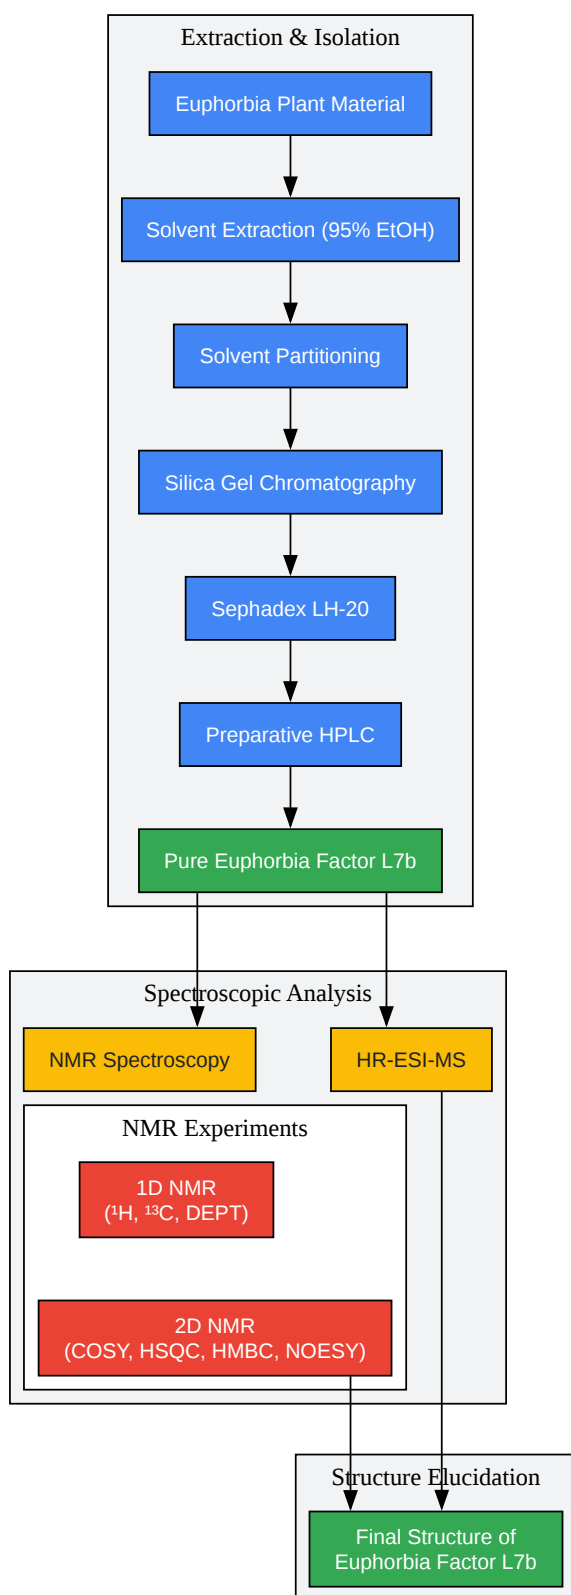 Extraction & Isolation
Euphorbia Plant Material
Solvent Extraction (95% EtOH)
Solvent Partitioning
Silica Gel Chromatography
Sephadex LH-20
Preparative HPLC
Pure Euphorbia Factor L7b
Spectroscopic Analysis
NMR Spectroscopy
HR-ESI-MS
NMR Experiments
1D NMR
(¹H, ¹³C, DEPT)
2D NMR
(COSY, HSQC, HMBC, NOESY)
Structure Elucidation
Final Structure of
Euphorbia Factor L7b